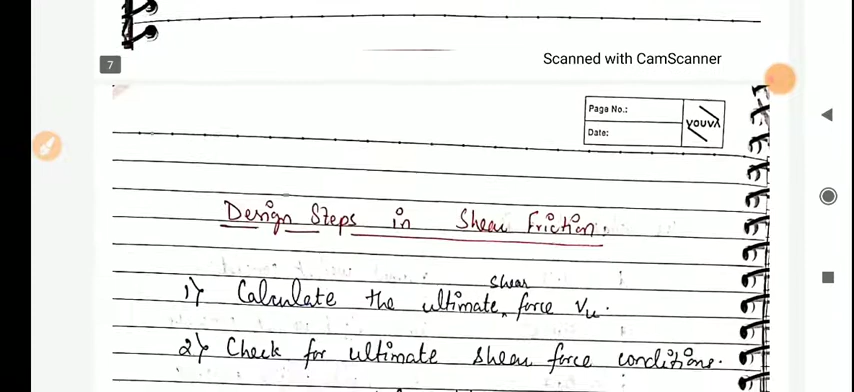 7
Scanned with CamScanner
Page No.:
Date:
youva
Design Steps in Shear Friction.
1) Calculate the ultimate shear force Vu.
2) Check for ultimate shear force conditions.